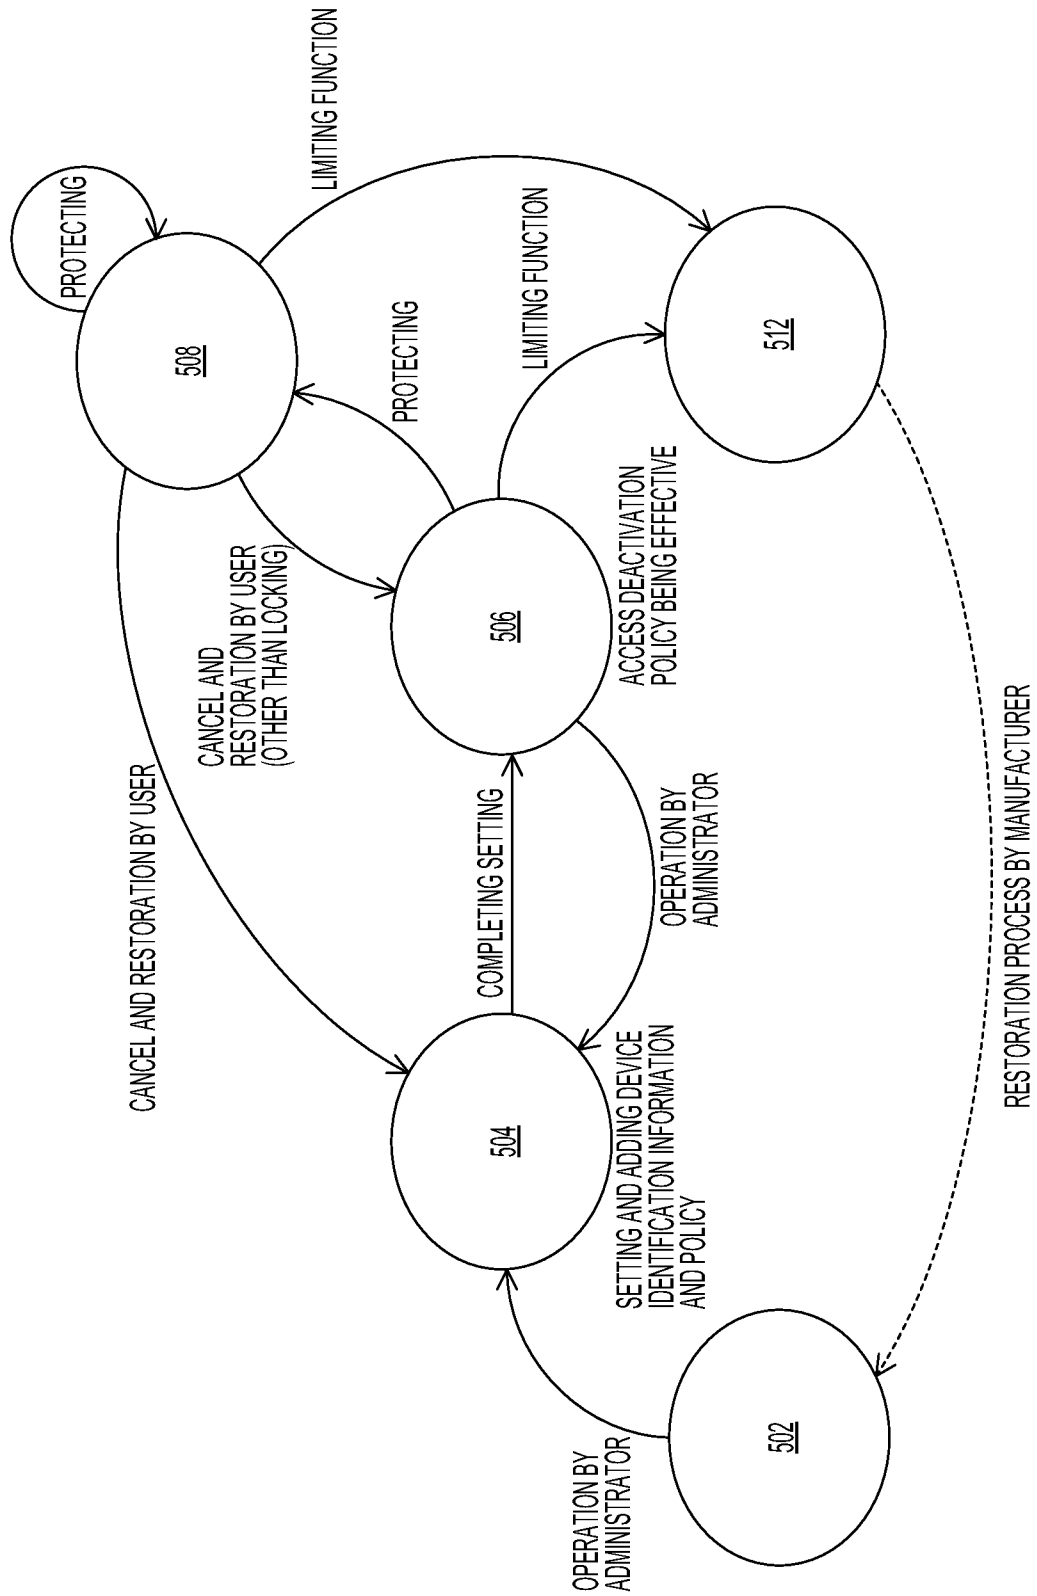 PROTECTING
LIMITING FUNCTION
508
PROTECTING
LIMITING FUNCTION
512
CANCEL AND RESTORATION BY USER
CANCEL AND
RESTORATION BY USER
(OTHER THAN LOCKING)
506
ACCESS DEACTIVATION
POLICY BEING EFFECTIVE
COMPLETING SETTING
OPERATION BY
ADMINISTRATOR
RESTORATION PROCESS BY MANUFACTURER
504
SETTING AND ADDING DEVICE
IDENTIFICATION INFORMATION
AND POLICY
OPERATION BY
ADMINISTRATOR
502